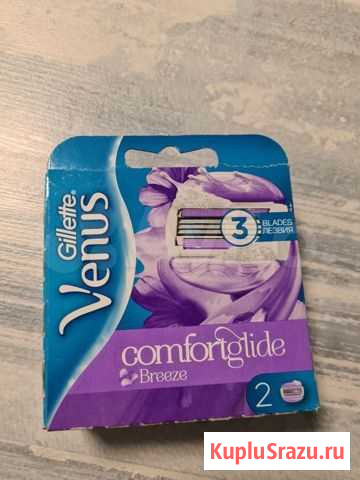 Gillette
Venus
3
BLADES
ЛЕЗВИЯ
comfortglide
Breeze
2
KupluSrazu.ru